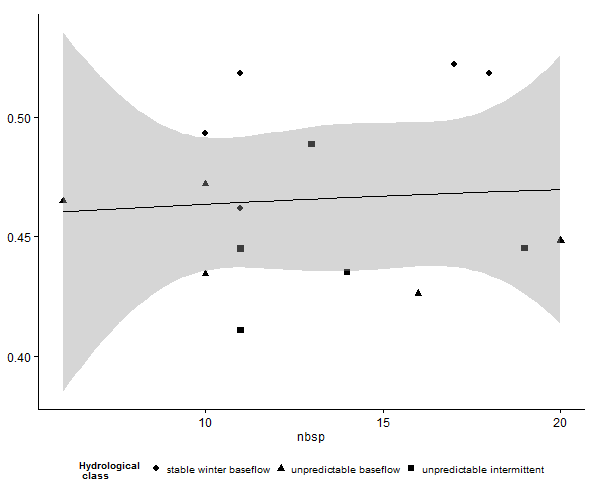 0.50
0.45
0.40
10 15 20
nbsp
Hydrological
class
stable winter baseflow unpredictable baseflow unpredictable intermittent